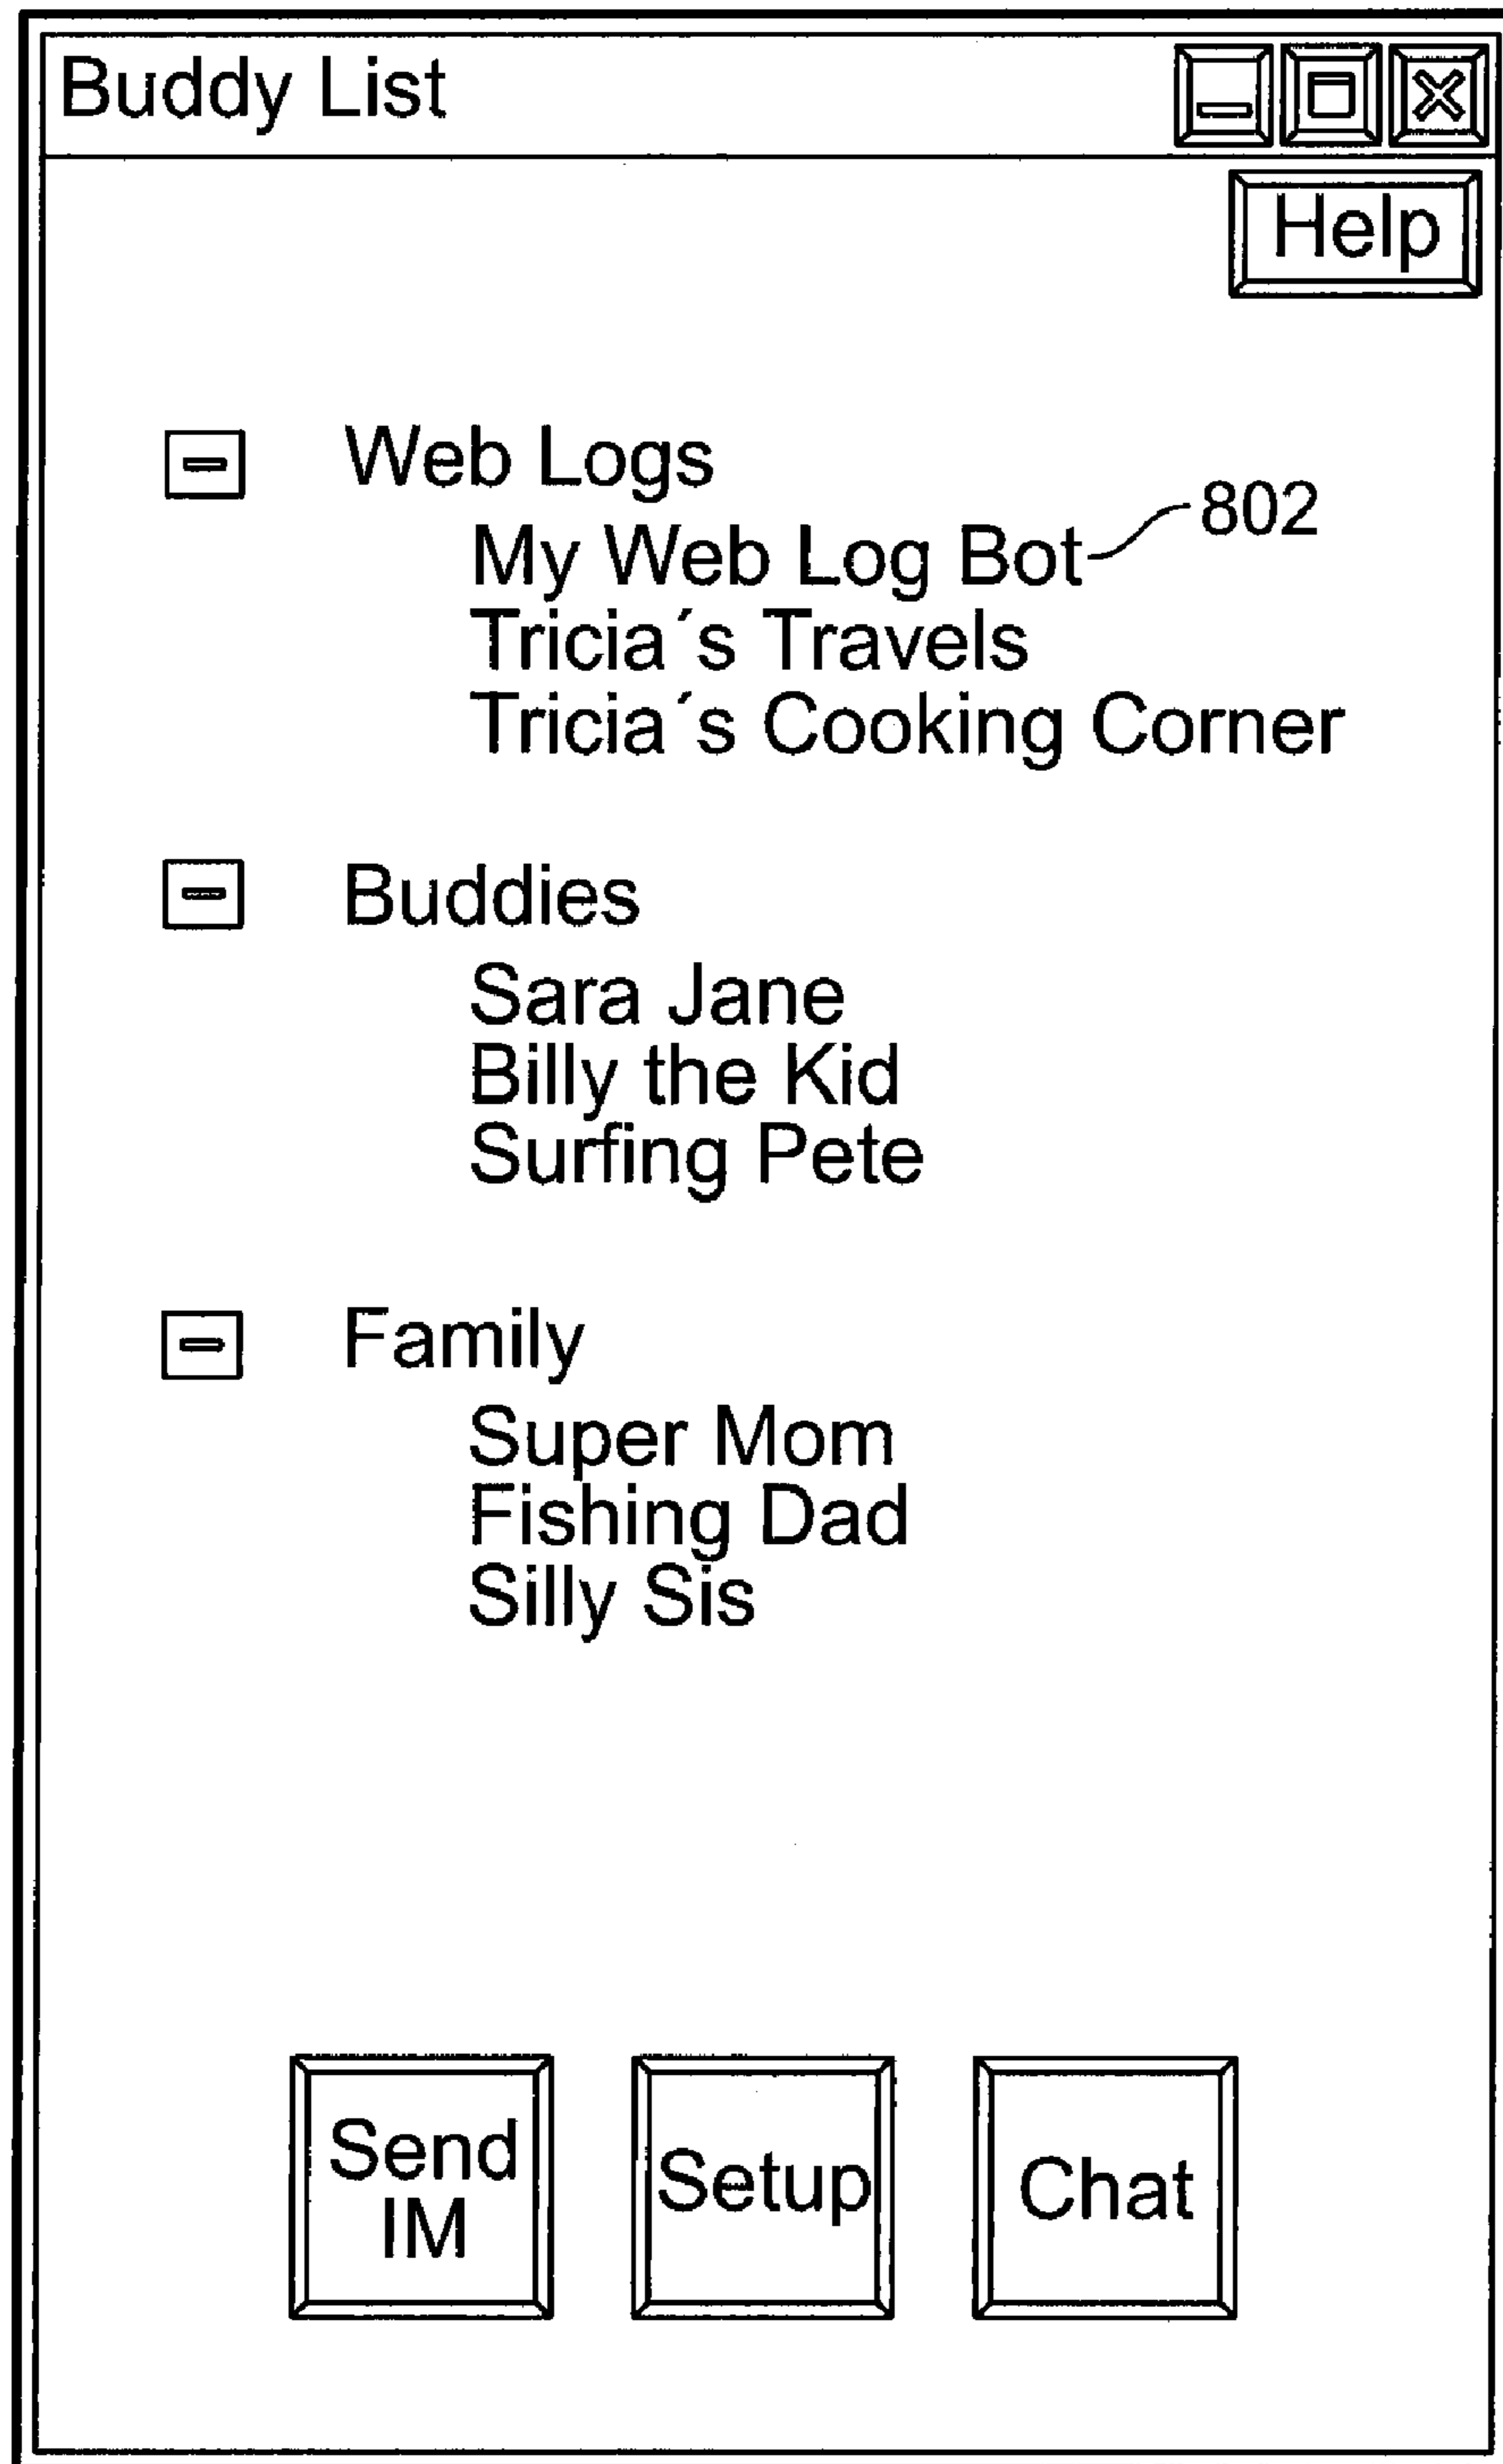 Buddy List
Help
Web Logs
802
My Web Log Bot
Tricia´s Travels
Tricia´s Cooking Corner
Buddies
Sara Jane
Billy the Kid
Surfing Pete
Family
Super Mom
Fishing Dad
Silly Sis
Send
IM
Setup
Chat